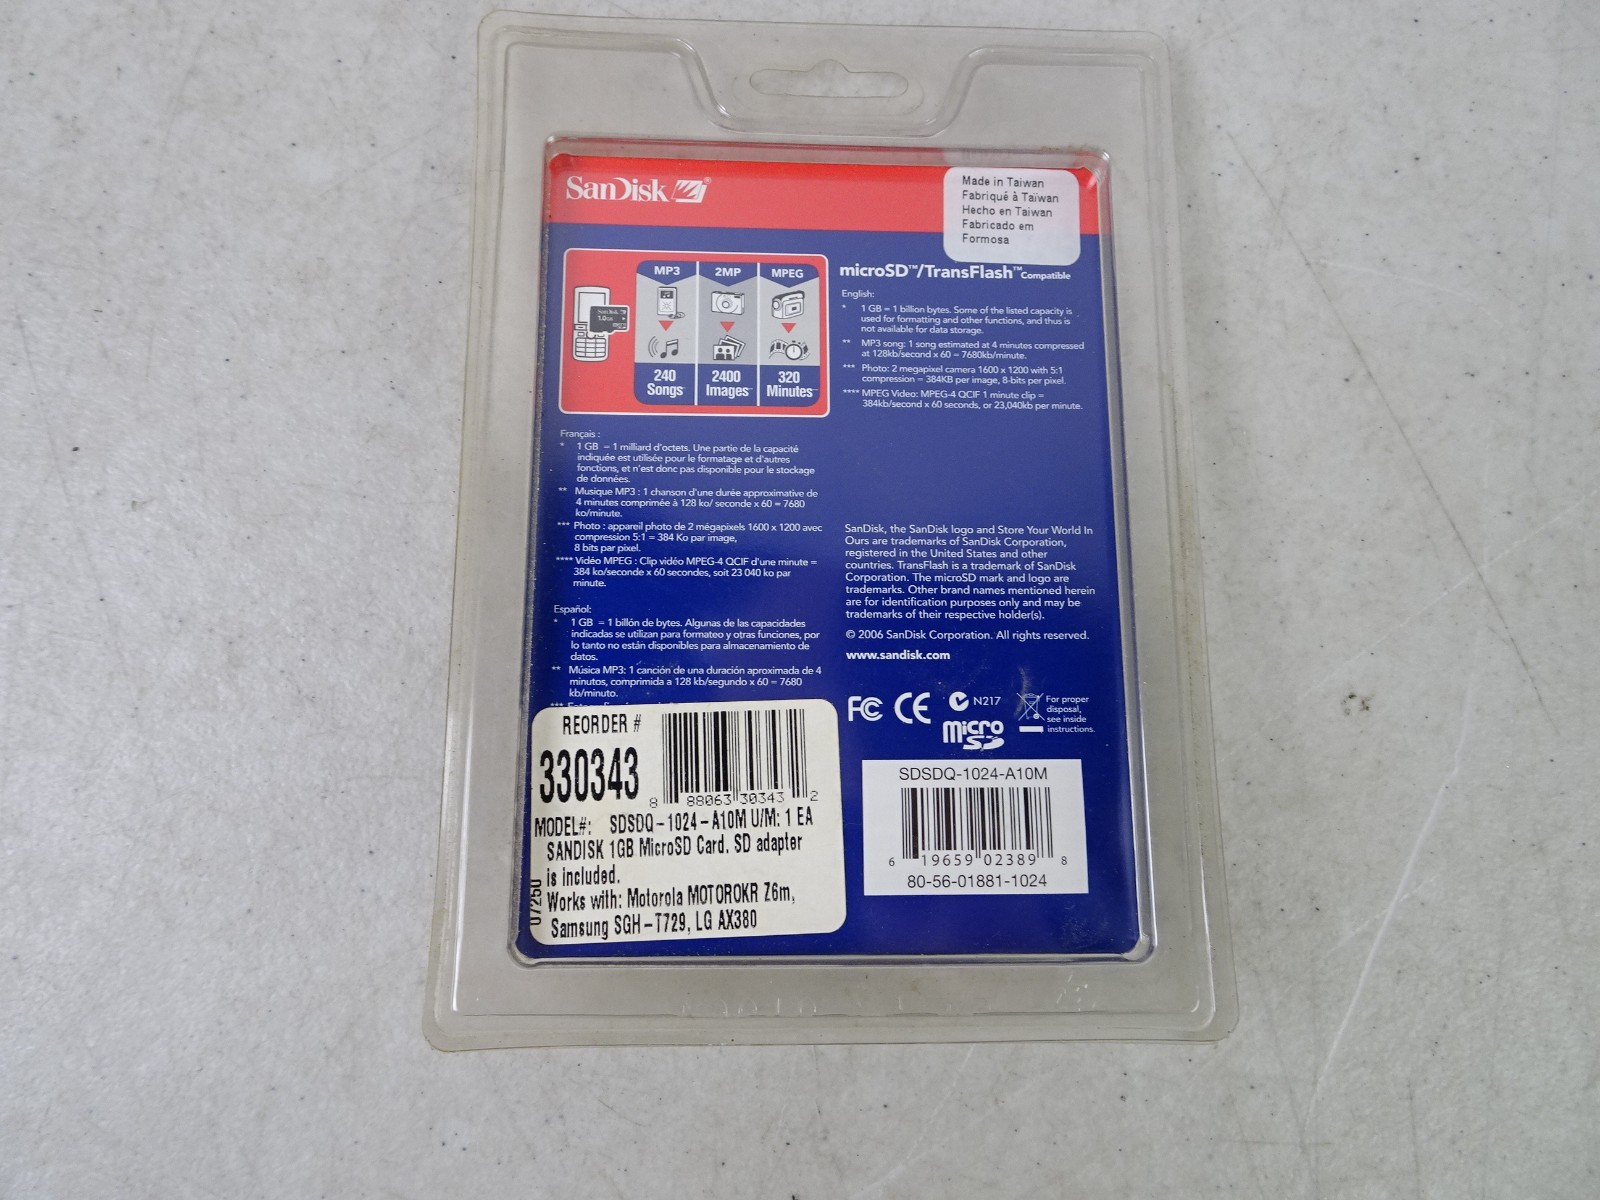 SanDisk
Made in Taiwan
Fabriqué à Taïwan
Hecho en Taiwan
Fabricado em
Formosa
SanDisk
1.0GB
MP3
2MP
MPEG
240
Songs**
2400
Images***
320
Minutes****
microSD™/TransFlash™ Compatible
English:
* 1 GB = 1 billion bytes. Some of the listed capacity is
used for formatting and other functions, and thus is
not available for data storage.
** MP3 song: 1 song estimated at 4 minutes compressed
at 128kb/second x 60 = 7680kb/minute.
*** Photo: 2 megapixel camera 1600 x 1200 with 5:1
compression = 384KB per image, 8-bits per pixel.
**** MPEG Video: MPEG-4 QCIF 1 minute clip =
384kb/second x 60 seconds, or 23,040kb per minute.
Français :
* 1 GB = 1 milliard d'octets. Une partie de la capacité
indiquée est utilisée pour le formatage et d'autres
fonctions, et n'est donc pas disponible pour le stockage
de données.
** Musique MP3 : 1 chanson d'une durée approximative de
4 minutes comprimée à 128 ko/ seconde x 60 = 7680
ko/minute.
*** Photo : appareil photo de 2 mégapixels 1600 x 1200 avec
compression 5:1 = 384 Ko par image,
8 bits par pixel.
**** Vidéo MPEG : Clip vidéo MPEG-4 QCIF d'une minute =
384 ko/seconde x 60 secondes, soit 23 040 ko par
minute.
Español:
* 1 GB = 1 billón de bytes. Algunas de las capacidades
indicadas se utilizan para formateo y otras funciones, por
lo tanto no están disponibles para almacenamiento de
datos.
** Música MP3: 1 canción de una duración aproximada de 4
minutos, comprimida a 128 kb/segundo x 60 = 7680
kb/minuto.
SanDisk, the SanDisk logo and Store Your World In
Ours are trademarks of SanDisk Corporation,
registered in the United States and other
countries. TransFlash is a trademark of SanDisk
Corporation. The microSD mark and logo are
trademarks. Other brand names mentioned herein
are for identification purposes only and may be
trademarks of their respective holder(s).
© 2006 SanDisk Corporation. All rights reserved.
www.sandisk.com
FC CE N217
micro SD
For proper
disposal,
see inside
instructions.
REORDER #
330343
8 88063 30343 2
MODEL#: SDSDQ-1024-A10M U/M: 1 EA
SANDISK 1GB MicroSD Card. SD adapter
is included.
Works with: Motorola MOTOROKR Z6m,
Samsung SGH-T729, LG AX380
07250
SDSDQ-1024-A10M
6 19659 02389 8
80-56-01881-1024